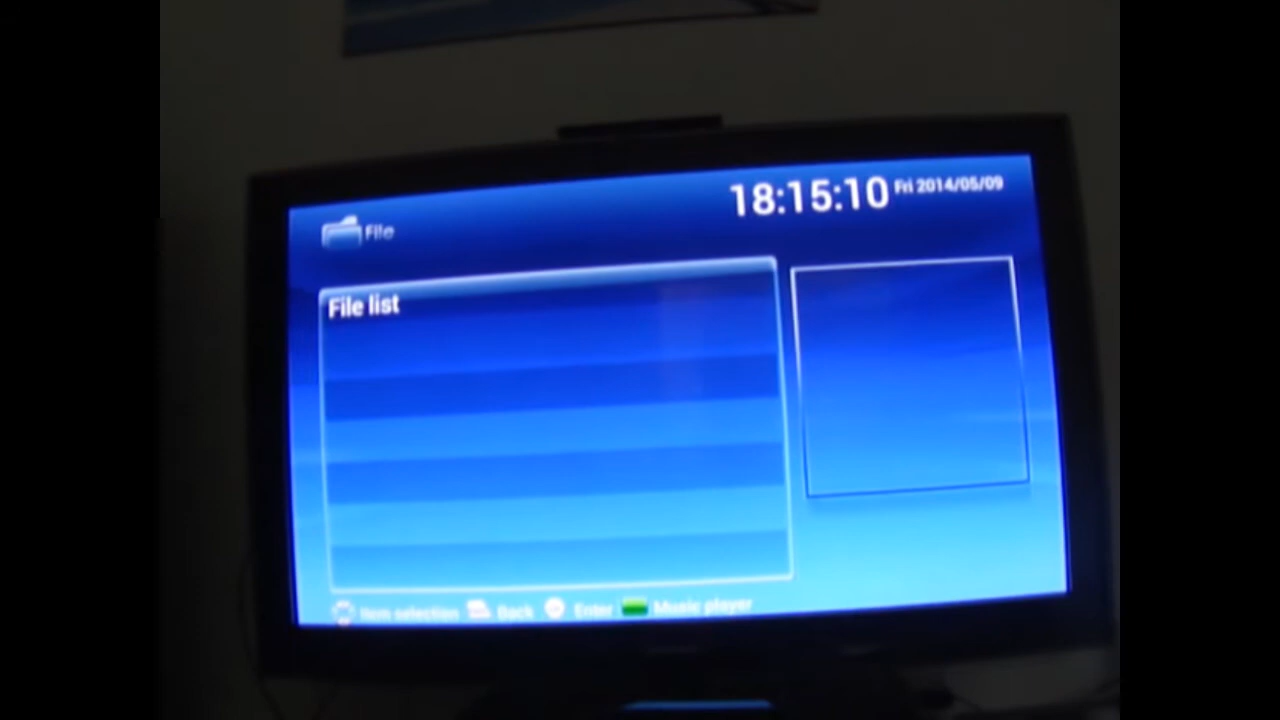 18:15:10 Fri 2014/05/09
File
File list
Item selection Back Enter Music player